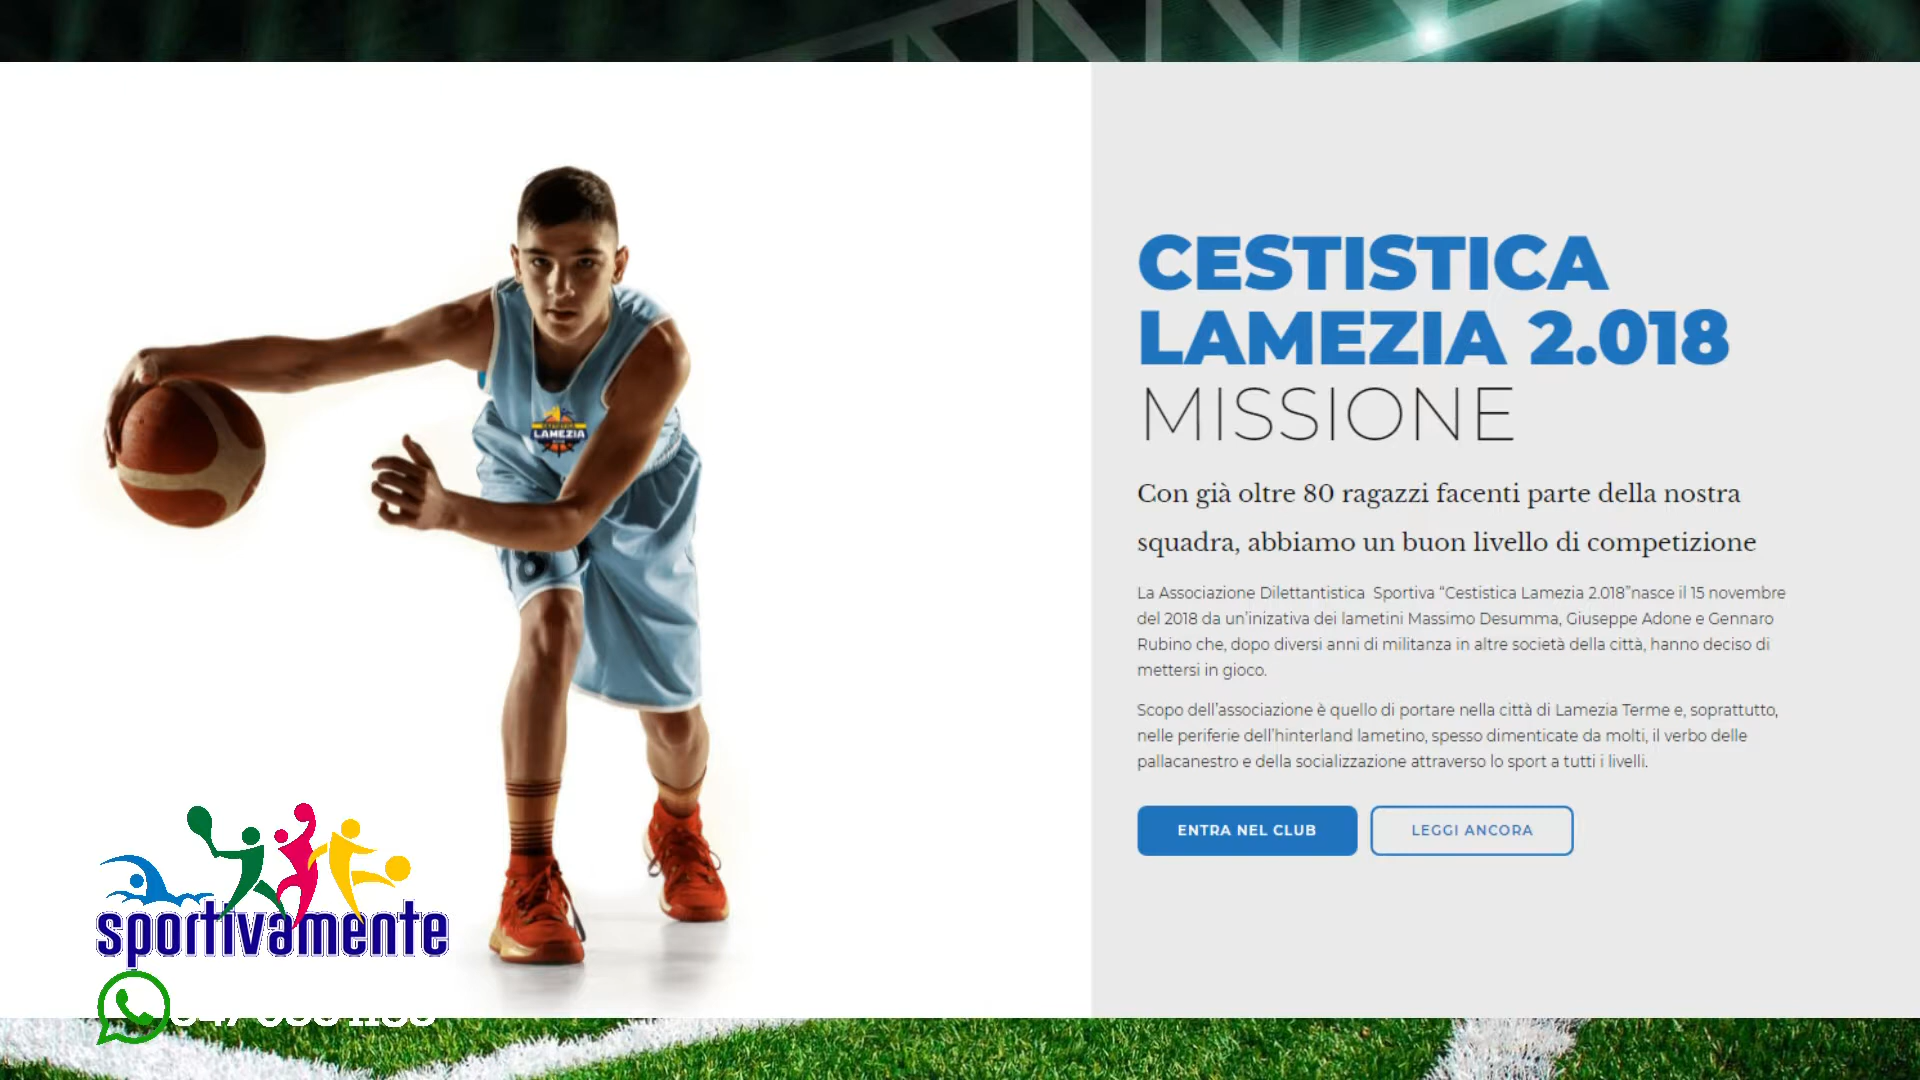 CESTISTICA
LAMEZIA 2.018
MISSIONE
Con già oltre 80 ragazzi facenti parte della nostra
squadra, abbiamo un buon livello di competizione
La Associazione Dilettantistica Sportiva “Cestistica Lamezia 2.018”nasce il 15 novembre
del 2018 da un’inizativa dei lametini Massimo Desumma, Giuseppe Adone e Gennaro
Rubino che, dopo diversi anni di militanza in altre società della città, hanno deciso di
mettersi in gioco.
Scopo dell’associazione è quello di portare nella città di Lamezia Terme e, soprattutto,
nelle periferie dell’hinterland lametino, spesso dimenticate da molti, il verbo delle
pallacanestro e della socializzazione attraverso lo sport a tutti i livelli.
ENTRA NEL CLUB
LEGGI ANCORA
LAMEZIA
8
sportivamente